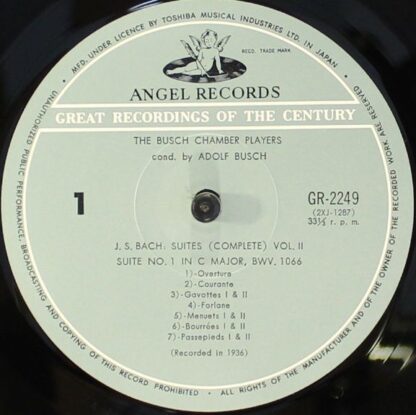 MFD. UNDER LICENCE BY TOSHIBA MUSICAL INDUSTRIES LTD. IN JAPAN •
REGD. TRADE MARK
ANGEL RECORDS
GREAT RECORDINGS OF THE CENTURY
THE BUSCH CHAMBER PLAYERS
cond. by ADOLF BUSCH
1
GR-2249
(2XJ-1287)
33⅓ r. p. m.
J. S. BACH: SUITES (COMPLETE) VOL. II
SUITE NO. 1 IN C MAJOR, BWV. 1066
1)-Overture
2)-Courante
3)-Gavottes I & II
4)-Forlane
5)-Menuets I & II
6)-Bourrées I & II
7)-Passepieds I & II
(Recorded in 1936)
UNAUTHORIZED PUBLIC PERFORMANCE, BROADCASTING AND COPYING OF THIS RECORD PROHIBITED • ALL RIGHTS OF THE MANUFACTURER AND OF THE OWNER OF THE RECORDED WORK ARE RESERVED